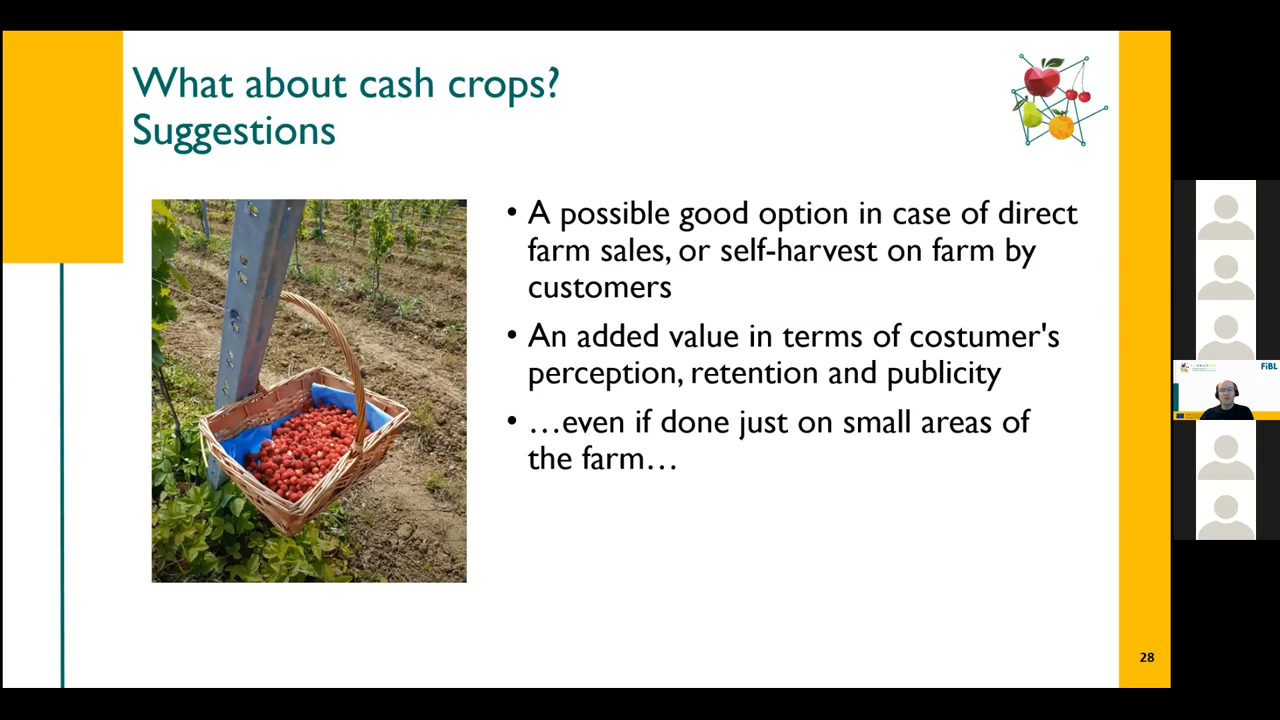 What about cash crops?
Suggestions
• A possible good option in case of direct
farm sales, or self-harvest on farm by
customers
• An added value in terms of costumer's
perception, retention and publicity
• …even if done just on small areas of
the farm…
28
FiBL